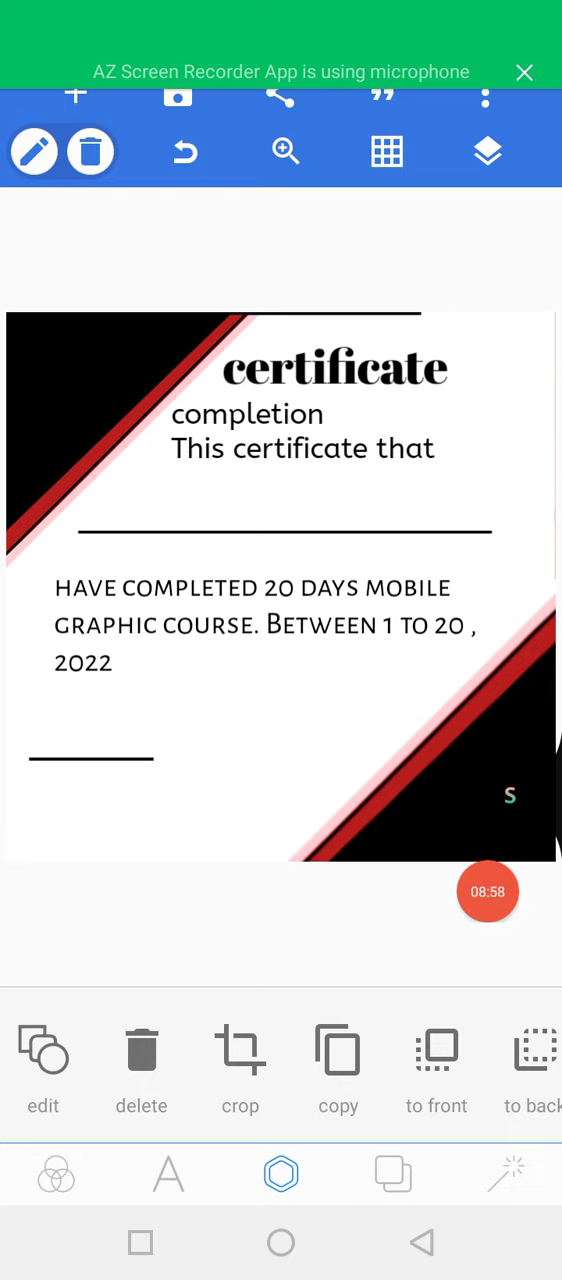 AZ Screen Recorder App is using microphone
certificate
completion
This certificate that
HAVE COMPLETED 20 DAYS MOBILE
GRAPHIC COURSE. BETWEEN 1 TO 20 ,
2022
S
08:58
edit delete crop copy to front to back